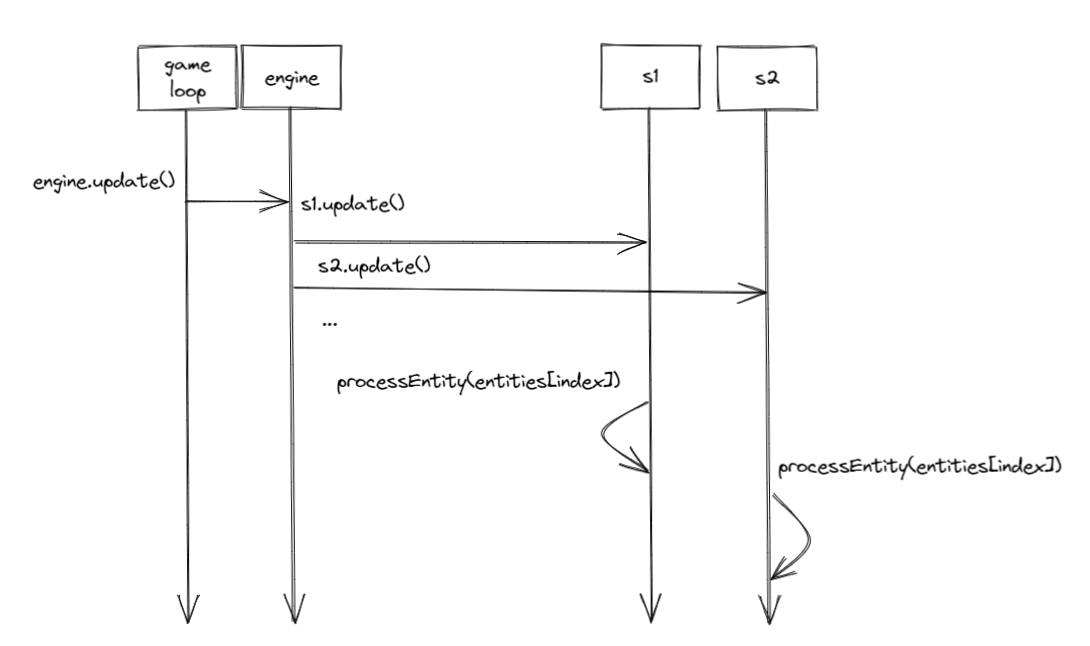 game
loop
engine
s1
s2
engine.update()
s1.update()
s2.update()
...
processEntity(entities[index])
processEntity(entities[index])